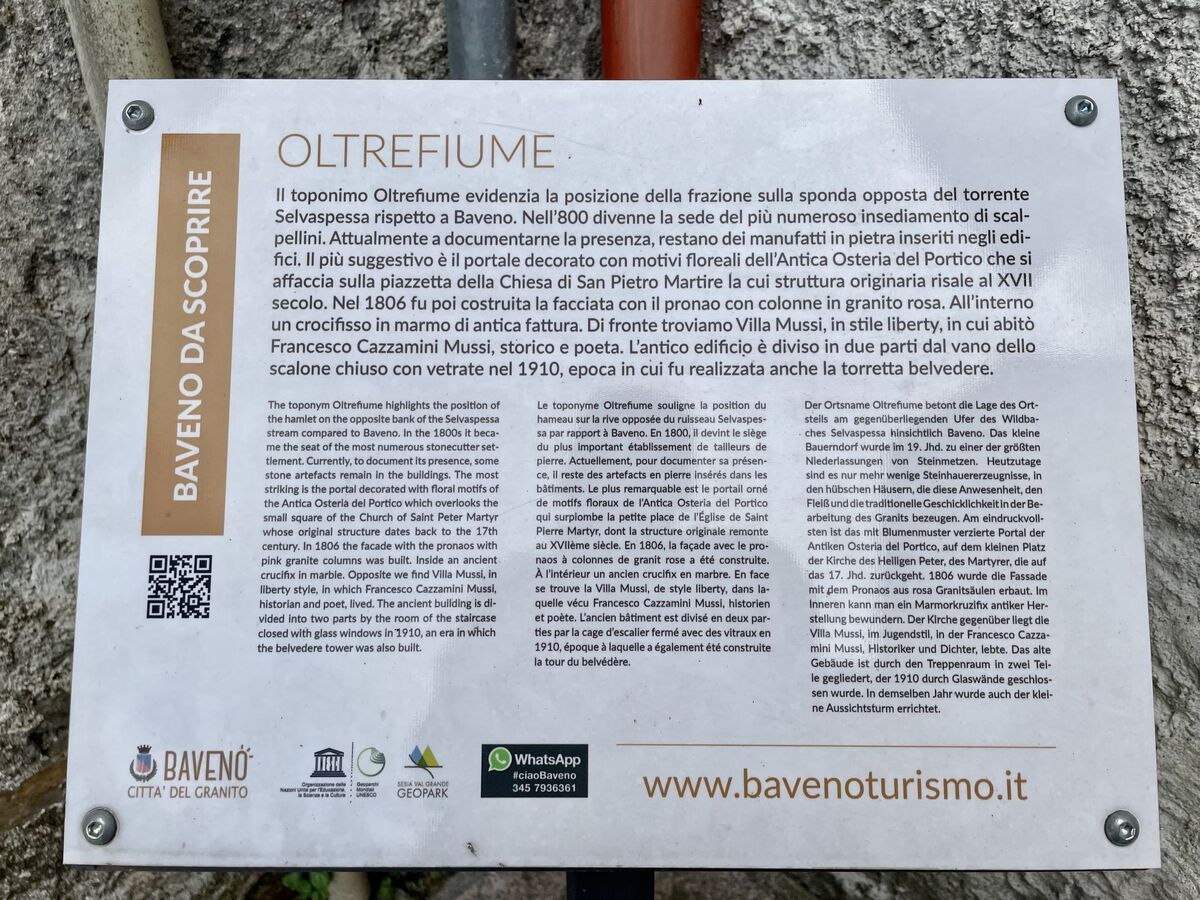 BAVENO DA SCOPRIRE
OLTREFIUME
Il toponimo Oltrefiume evidenzia la posizione della frazione sulla sponda opposta del torrente
Selvaspessa rispetto a Baveno. Nell'800 divenne la sede del più numeroso insediamento di scal-
pellini. Attualmente a documentarne la presenza, restano dei manufatti in pietra inseriti negli edi-
fici. Il più suggestivo è il portale decorato con motivi floreali dell'Antica Osteria del Portico che si
affaccia sulla piazzetta della Chiesa di San Pietro Martire la cui struttura originaria risale al XVII
secolo. Nel 1806 fu poi costruita la facciata con il pronao con colonne in granito rosa. All'interno
un crocifisso in marmo di antica fattura. Di fronte troviamo Villa Mussi, in stile liberty, in cui abitò
Francesco Cazzamini Mussi, storico e poeta. L'antico edificio è diviso in due parti dal vano dello
scalone chiuso con vetrate nel 1910, epoca in cui fu realizzata anche la torretta belvedere.
The toponym Oltrefiume highlights the position of
the hamlet on the opposite bank of the Selvaspessa
stream compared to Baveno. In the 1800s it beca-
me the seat of the most numerous stonecutter set-
tlement. Currently, to document its presence, some
stone artefacts remain in the buildings. The most
striking is the portal decorated with floral motifs of
the Antica Osteria del Portico which overlooks the
small square of the Church of Saint Peter Martyr
whose original structure dates back to the 17th
century. In 1806 the facade with the pronaos with
pink granite columns was built. Inside an ancient
crucifix in marble. Opposite we find Villa Mussi, in
liberty style, in which Francesco Cazzamini Mussi,
historian and poet, lived. The ancient building is di-
vided into two parts by the room of the staircase
closed with glass windows in 1910, an era in which
the belvedere tower was also built.
Le toponyme Oltrefiume souligne la position du
hameau sur la rive opposée du ruisseau Selvaspes-
sa par rapport à Baveno. En 1800, il devint le siège
du plus important établissement de tailleurs de
pierre. Actuellement, pour documenter sa présen-
ce, il reste des artefacts en pierre insérés dans les
bâtiments. Le plus remarquable est le portail orné
de motifs floraux de l'Antica Osteria del Portico
qui surplombe la petite place de l'Église de Saint
Pierre Martyr, dont la structure originale remonte
au XVIIème siècle. En 1806, la façade avec le pro-
naos à colonnes de granit rose a été construite.
À l'intérieur un ancien crucifix en marbre. En face
se trouve la Villa Mussi, de style liberty, dans la-
quelle vécu Francesco Cazzamini Mussi, historien
et poète. L'ancien bâtiment est divisé en deux par-
ties par la cage d'escalier fermé avec des vitraux en
1910, époque à laquelle a également été construite
la tour du belvédère.
Der Ortsname Oltrefiume betont die Lage des Ort-
steils am gegenüberliegenden Ufer des Wildba-
ches Selvaspessa hinsichtlich Baveno. Das kleine
Bauerndorf wurde im 19. Jhd. zu einer der größten
Niederlassungen von Steinmetzen. Heutzutage
sind es nur mehr wenige Steinhauererzeugnisse, in
den hübschen Häusern, die diese Anwesenheit, den
Fleiß und die traditionelle Geschicklichkeit in der Be-
arbeitung des Granits bezeugen. Am eindruckvoll-
sten ist das mit Blumenmuster verzierte Portal der
Antiken Osteria del Portico, auf dem kleinen Platz
der Kirche des Heiligen Peter, des Martyrer, die auf
das 17. Jhd. zurückgeht. 1806 wurde die Fassade
mit dem Pronaos aus rosa Granitsäulen erbaut. Im
Inneren kann man ein Marmorkruzifix antiker Her-
stellung bewundern. Der Kirche gegenüber liegt die
Villa Mussi, im Jugendstil, in der Francesco Cazza-
mini Mussi, Historiker und Dichter, lebte. Das alte
Gebäude ist durch den Treppenraum in zwei Tei-
le gegliedert, der 1910 durch Glaswände geschlos-
sen wurde. In demselben Jahr wurde auch der klei-
ne Aussichtsturm errichtet.
BAVENO
CITTA' DEL GRANITO
Organizzazione delle
Nazioni Unite per l'Educazione,
la Scienza e la Cultura
Geoparchi
Mondiali
UNESCO
SESIA VAL GRANDE
GEOPARK
WhatsApp
#ciaoBaveno
345 7936361
www.bavenoturismo.it